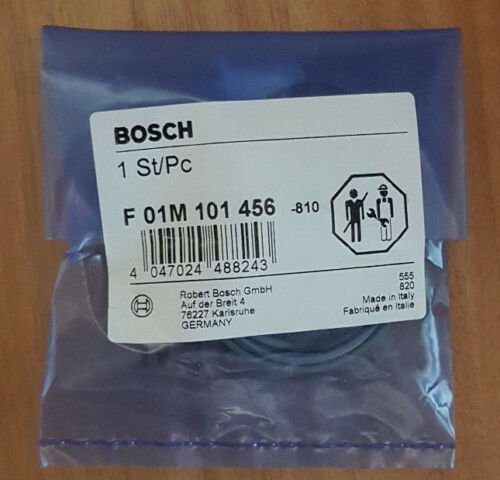 BOSCH
1 St/Pc
F 01M 101 456 -810
4 047024 488243
Robert Bosch GmbH
Auf der Breit 4
76227 Karlsruhe
GERMANY
555
820
Made in Italy
Fabriqué en Italie